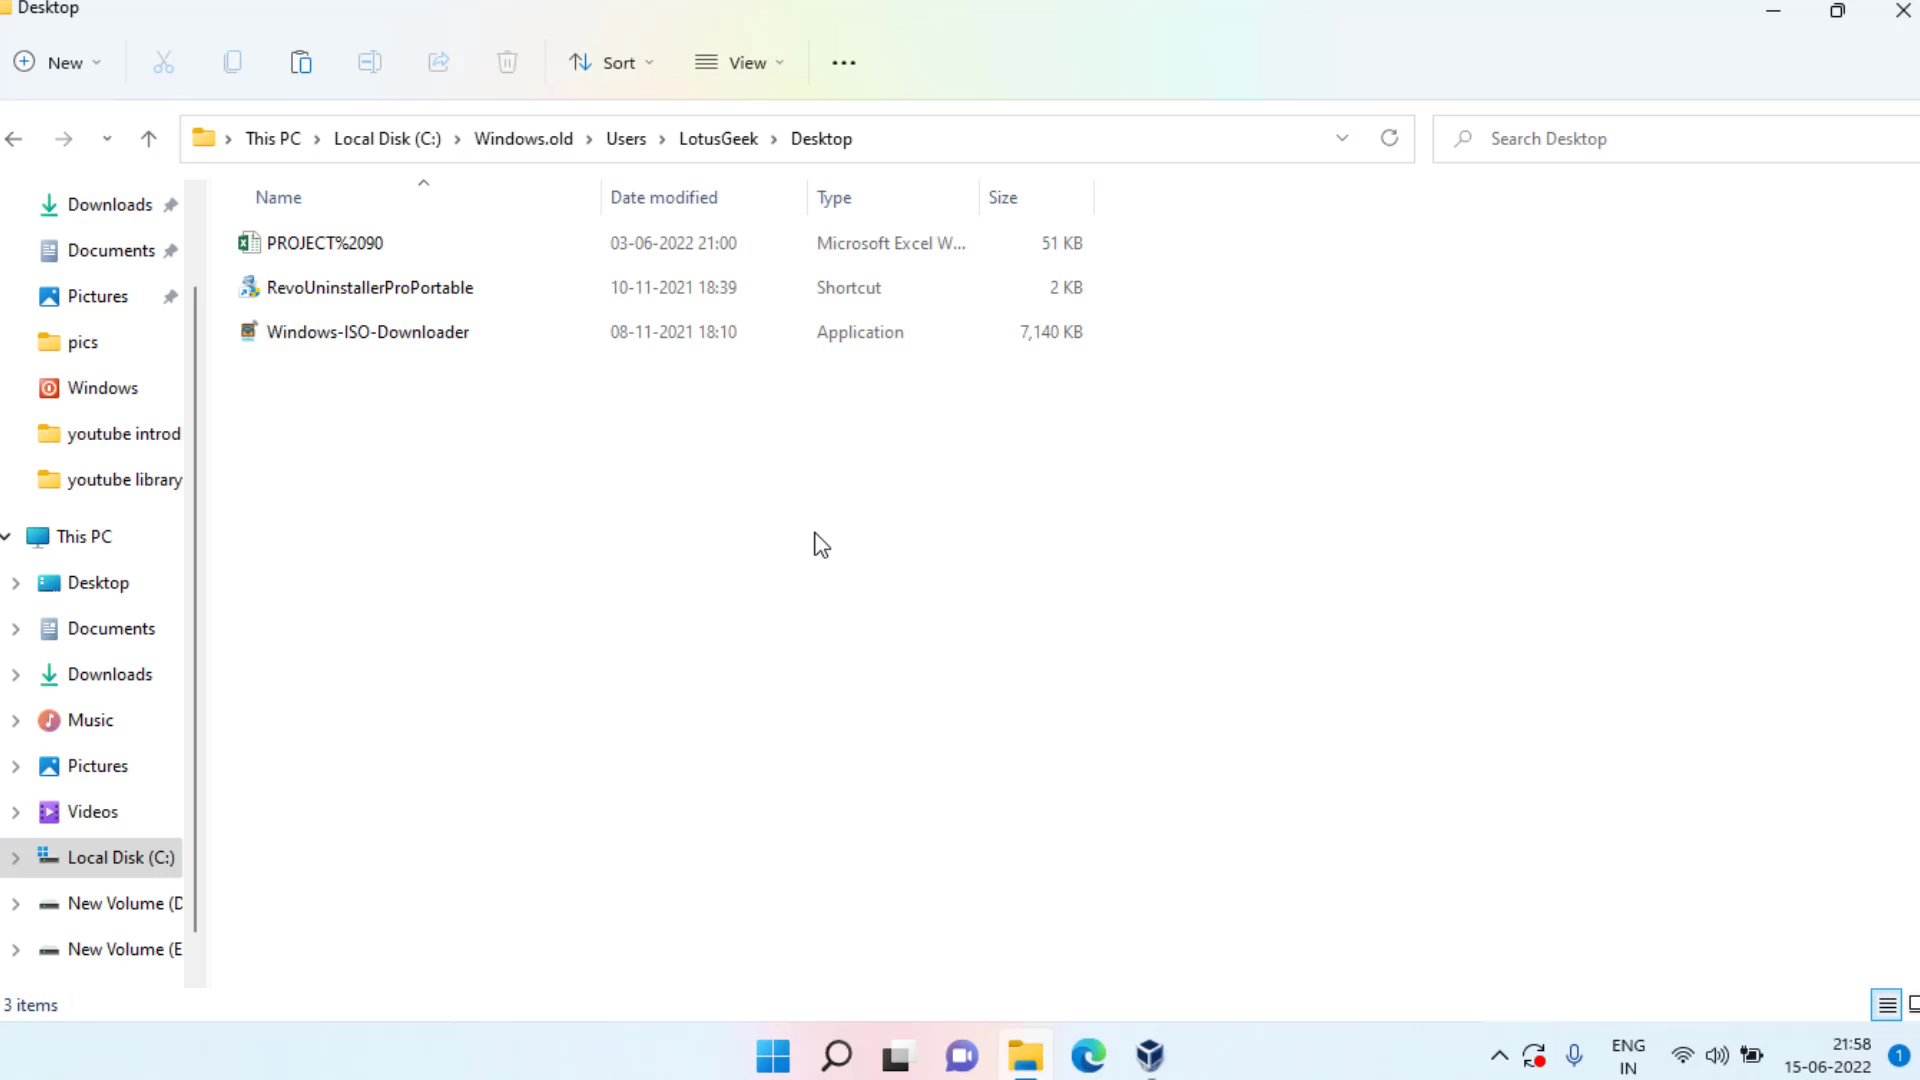 Desktop
New
Sort
View
This PC
Local Disk (C:)
Windows.old
Users
LotusGeek
Desktop
Search Desktop
Name
Date modified
Type
Size
PROJECT%2090 03-06-2022 21:00 Microsoft Excel W... 51 KB
RevoUninstallerProPortable 10-11-2021 18:39 Shortcut 2 KB
Windows-ISO-Downloader 08-11-2021 18:10 Application 7,140 KB
Downloads
Documents
Pictures
pics
Windows
youtube introd
youtube library
This PC
Desktop
Documents
Downloads
Music
Pictures
Videos
Local Disk (C:)
New Volume (D
New Volume (E
3 items
ENG
IN
21:58
15-06-2022
1